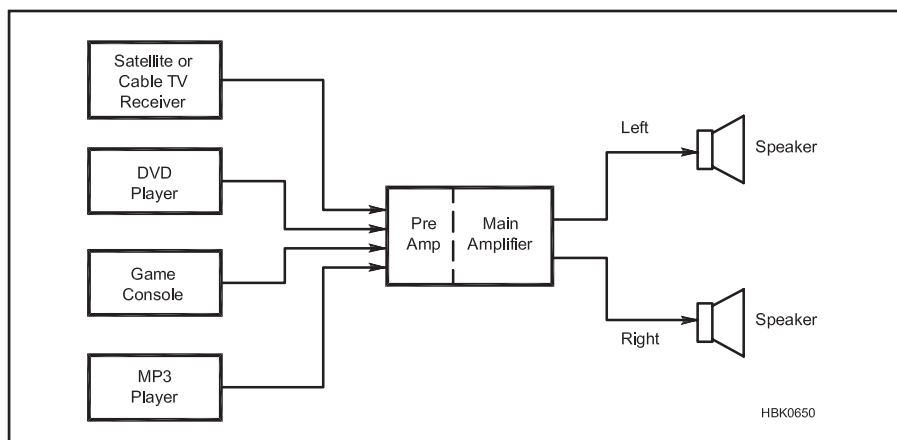 Satellite or
Cable TV
Receiver
DVD
Player
Game
Console
MP3
Player
Pre
Amp
Main
Amplifier
Left
Speaker
Right
Speaker
HBK0650